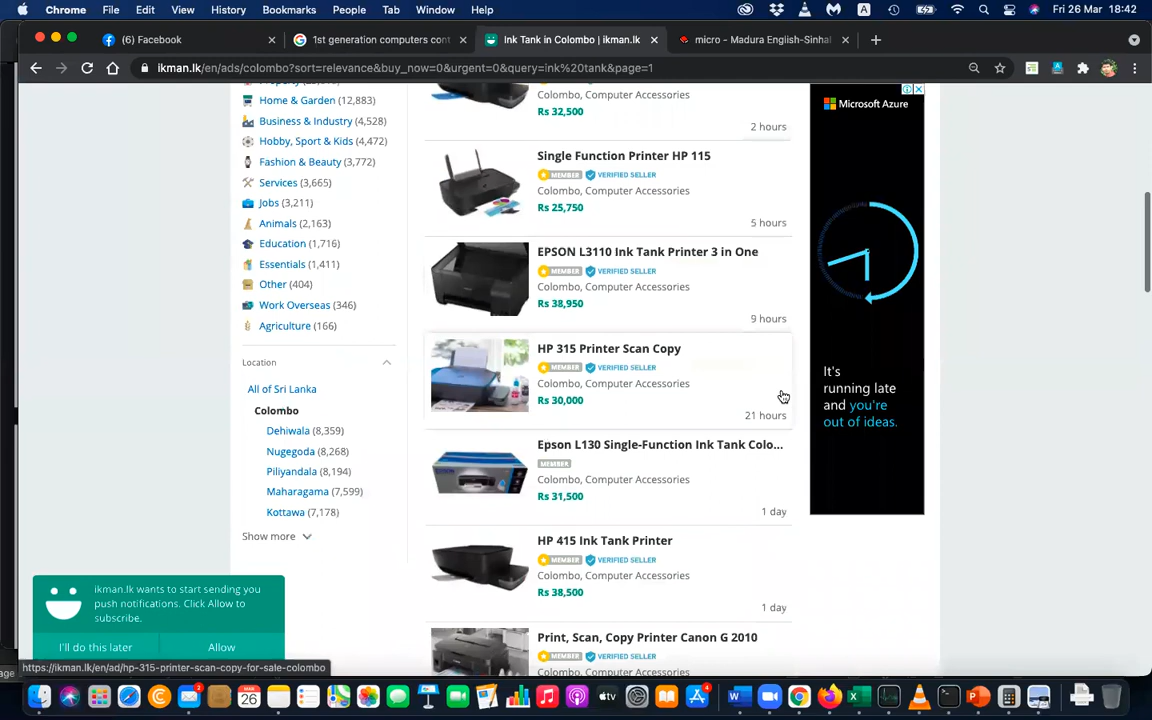 Chrome File Edit View History Bookmarks People Tab Window Help Fri 26 Mar 18:42
(6) Facebook 1st generation computers cont Ink Tank in Colombo | ikman.lk micro - Madura English-Sinhal
ikman.lk/en/ads/colombo?sort=relevance&buy_now=0&urgent=0&query=ink%20tank&page=1
Home & Garden (12,883)
Business & Industry (4,528)
Hobby, Sport & Kids (4,472)
Fashion & Beauty (3,772)
Services (3,665)
Jobs (3,211)
Animals (2,163)
Education (1,716)
Essentials (1,411)
Other (404)
Work Overseas (346)
Agriculture (166)
Location
All of Sri Lanka
Colombo
Dehiwala (8,359)
Nugegoda (8,268)
Piliyandala (8,194)
Maharagama (7,599)
Kottawa (7,178)
Show more
Colombo, Computer Accessories
Rs 32,500
2 hours
Single Function Printer HP 115
MEMBER VERIFIED SELLER
Colombo, Computer Accessories
Rs 25,750
5 hours
EPSON L3110 Ink Tank Printer 3 in One
MEMBER VERIFIED SELLER
Colombo, Computer Accessories
Rs 38,950
9 hours
HP 315 Printer Scan Copy
MEMBER VERIFIED SELLER
Colombo, Computer Accessories
Rs 30,000
21 hours
Epson L130 Single-Function Ink Tank Colo...
MEMBER
Colombo, Computer Accessories
Rs 31,500
1 day
HP 415 Ink Tank Printer
MEMBER VERIFIED SELLER
Colombo, Computer Accessories
Rs 38,500
1 day
Print, Scan, Copy Printer Canon G 2010
MEMBER VERIFIED SELLER
Colombo, Computer Accessories
Microsoft Azure
It's
running late
and you're
out of ideas.
ikman.lk wants to start sending you
push notifications. Click Allow to
subscribe.
I'll do this later Allow
https://ikman.lk/en/ad/hp-315-printer-scan-copy-for-sale-colombo